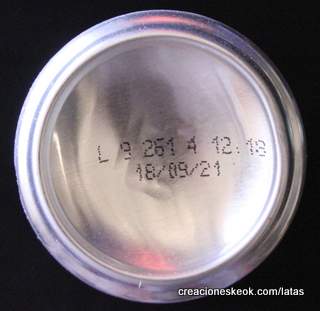 L 9 261 A 12:18
18/09/21
creacioneskeok.com/latas